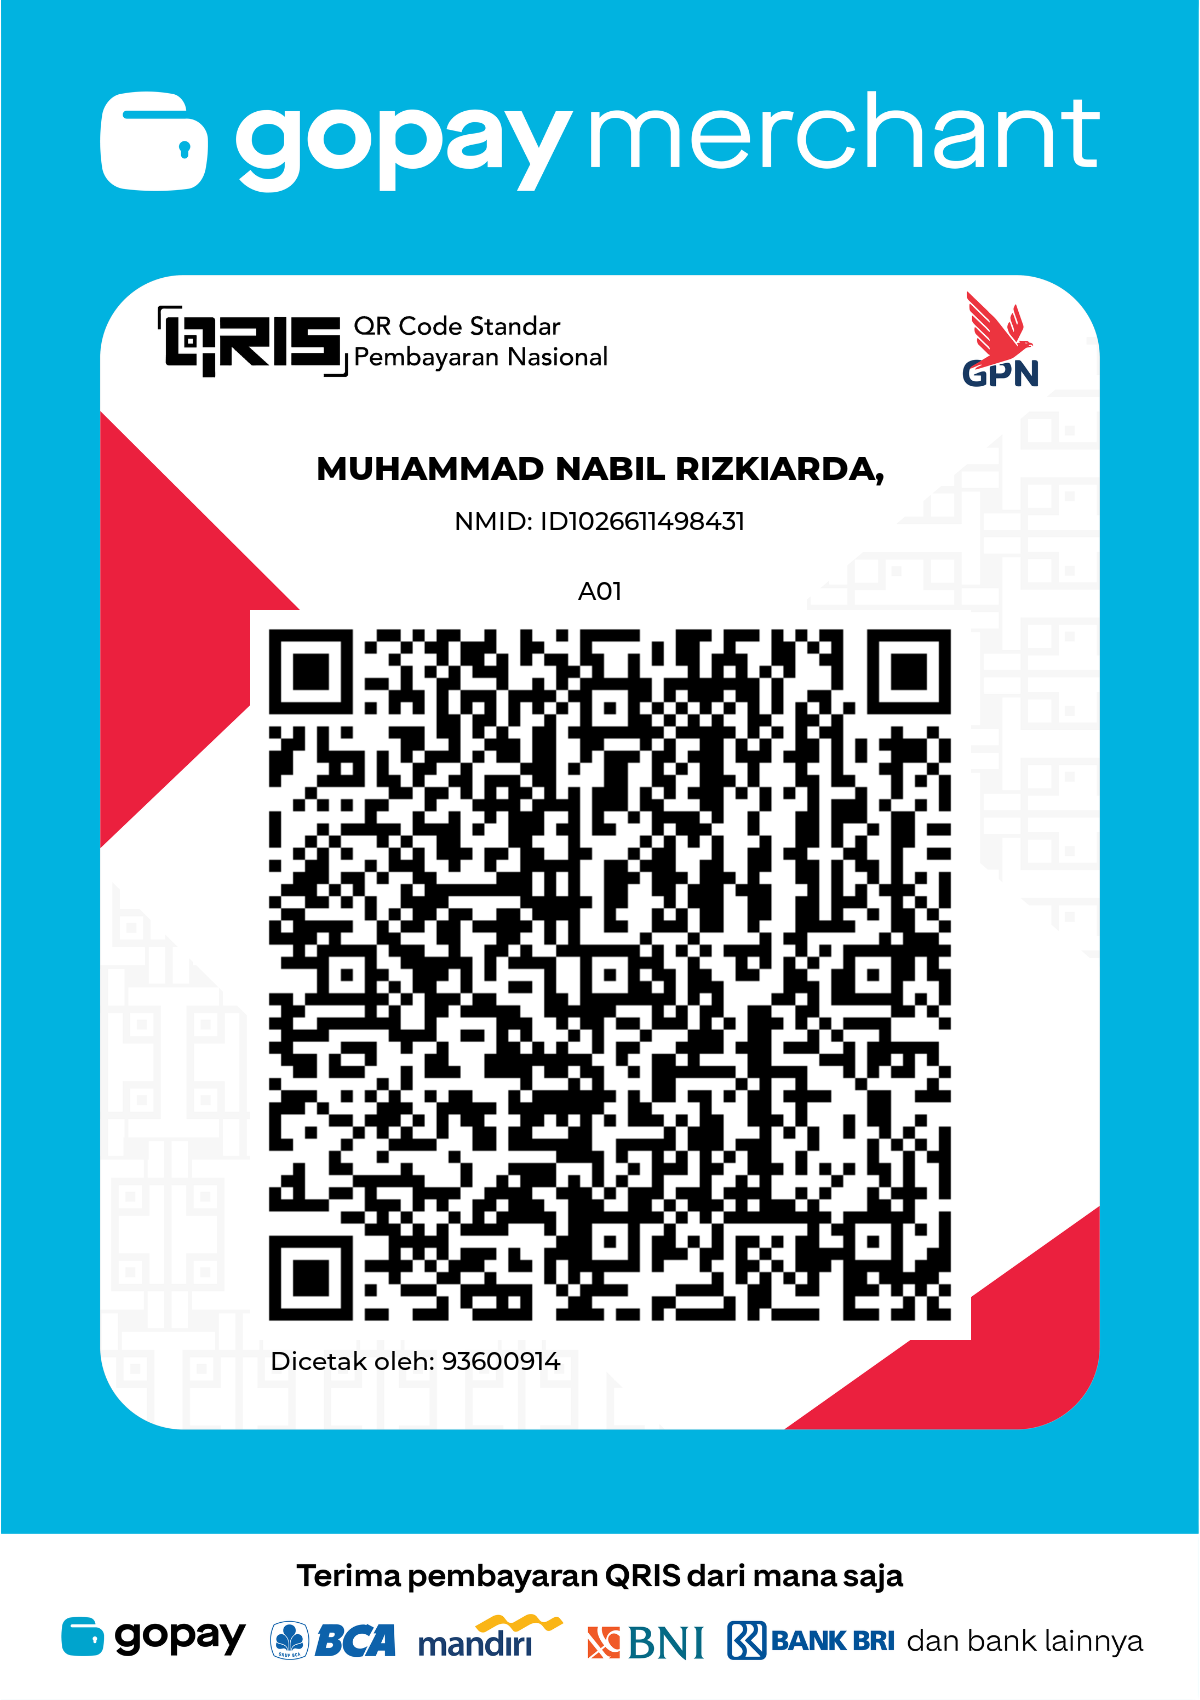 gopay merchant
QRIS QR Code Standar
Pembayaran Nasional
GPN
MUHAMMAD NABIL RIZKIARDA,
NMID: ID1026611498431
A01
Dicetak oleh: 93600914
Terima pembayaran QRIS dari mana saja
gopay BCA mandiri BNI BANK BRI dan bank lainnya